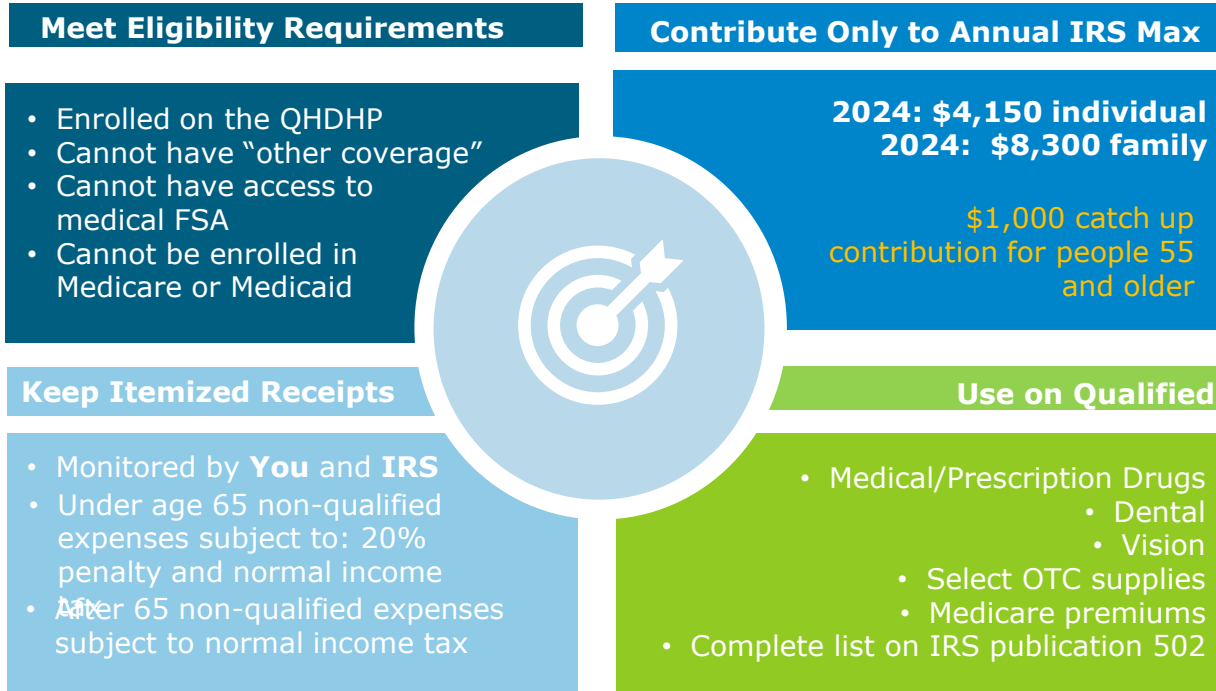 Meet Eligibility Requirements
• Enrolled on the QHDHP
• Cannot have “other coverage”
• Cannot have access to
medical FSA
• Cannot be enrolled in
Medicare or Medicaid
Contribute Only to Annual IRS Max
2024: $4,150 individual
2024: $8,300 family
$1,000 catch up
contribution for people 55
and older
Keep Itemized Receipts
• Monitored by You and IRS
• Under age 65 non-qualified
expenses subject to: 20%
penalty and normal income
tax
• After 65 non-qualified expenses
subject to normal income tax
Use on Qualified
• Medical/Prescription Drugs
• Dental
• Vision
• Select OTC supplies
• Medicare premiums
• Complete list on IRS publication 502